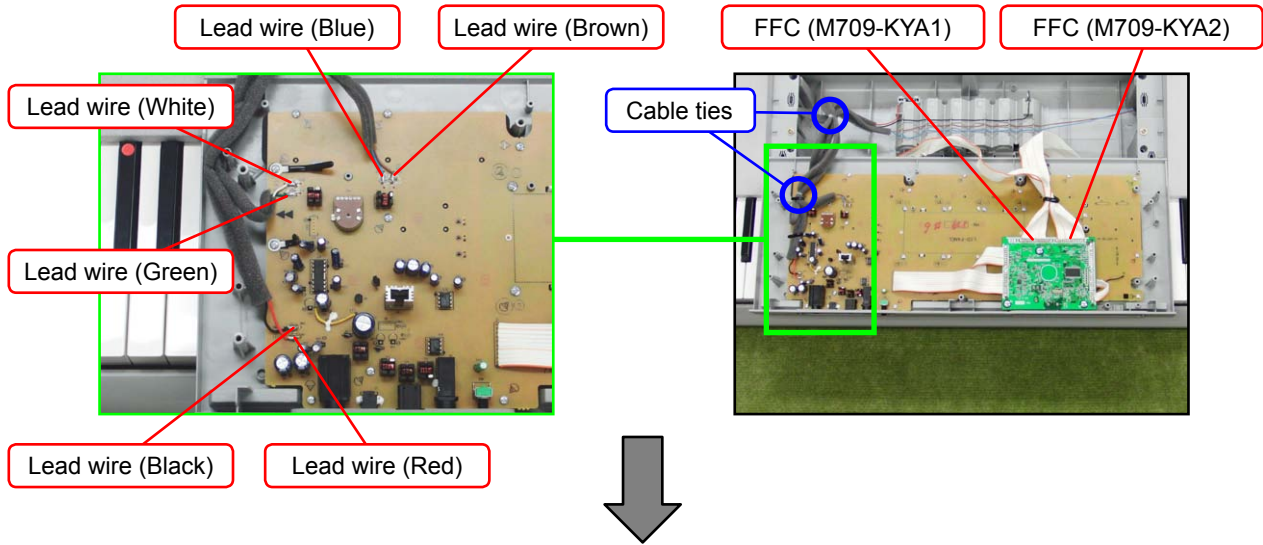 Lead wire (Blue)
Lead wire (Brown)
FFC (M709-KYA1)
FFC (M709-KYA2)
Lead wire (White)
Cable ties
Lead wire (Green)
Lead wire (Black)
Lead wire (Red)